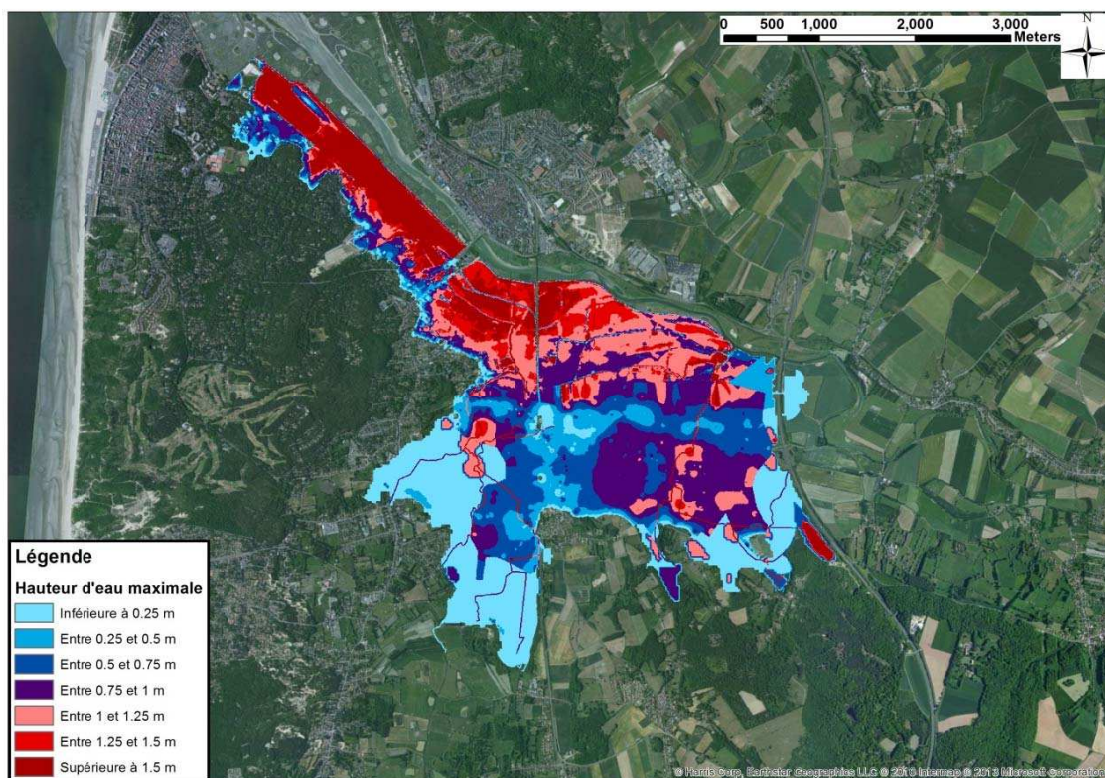 0 500 1,000 2,000 3,000
Meters
N
Légende
Hauteur d'eau maximale
Inférieure à 0.25 m
Entre 0.25 et 0.5 m
Entre 0.5 et 0.75 m
Entre 0.75 et 1 m
Entre 1 et 1.25 m
Entre 1.25 et 1.5 m
Supérieure à 1.5 m
© Harris Corp, Earthstar Geographics LLC © 2010 Intermap © 2013 Microsoft Corporation